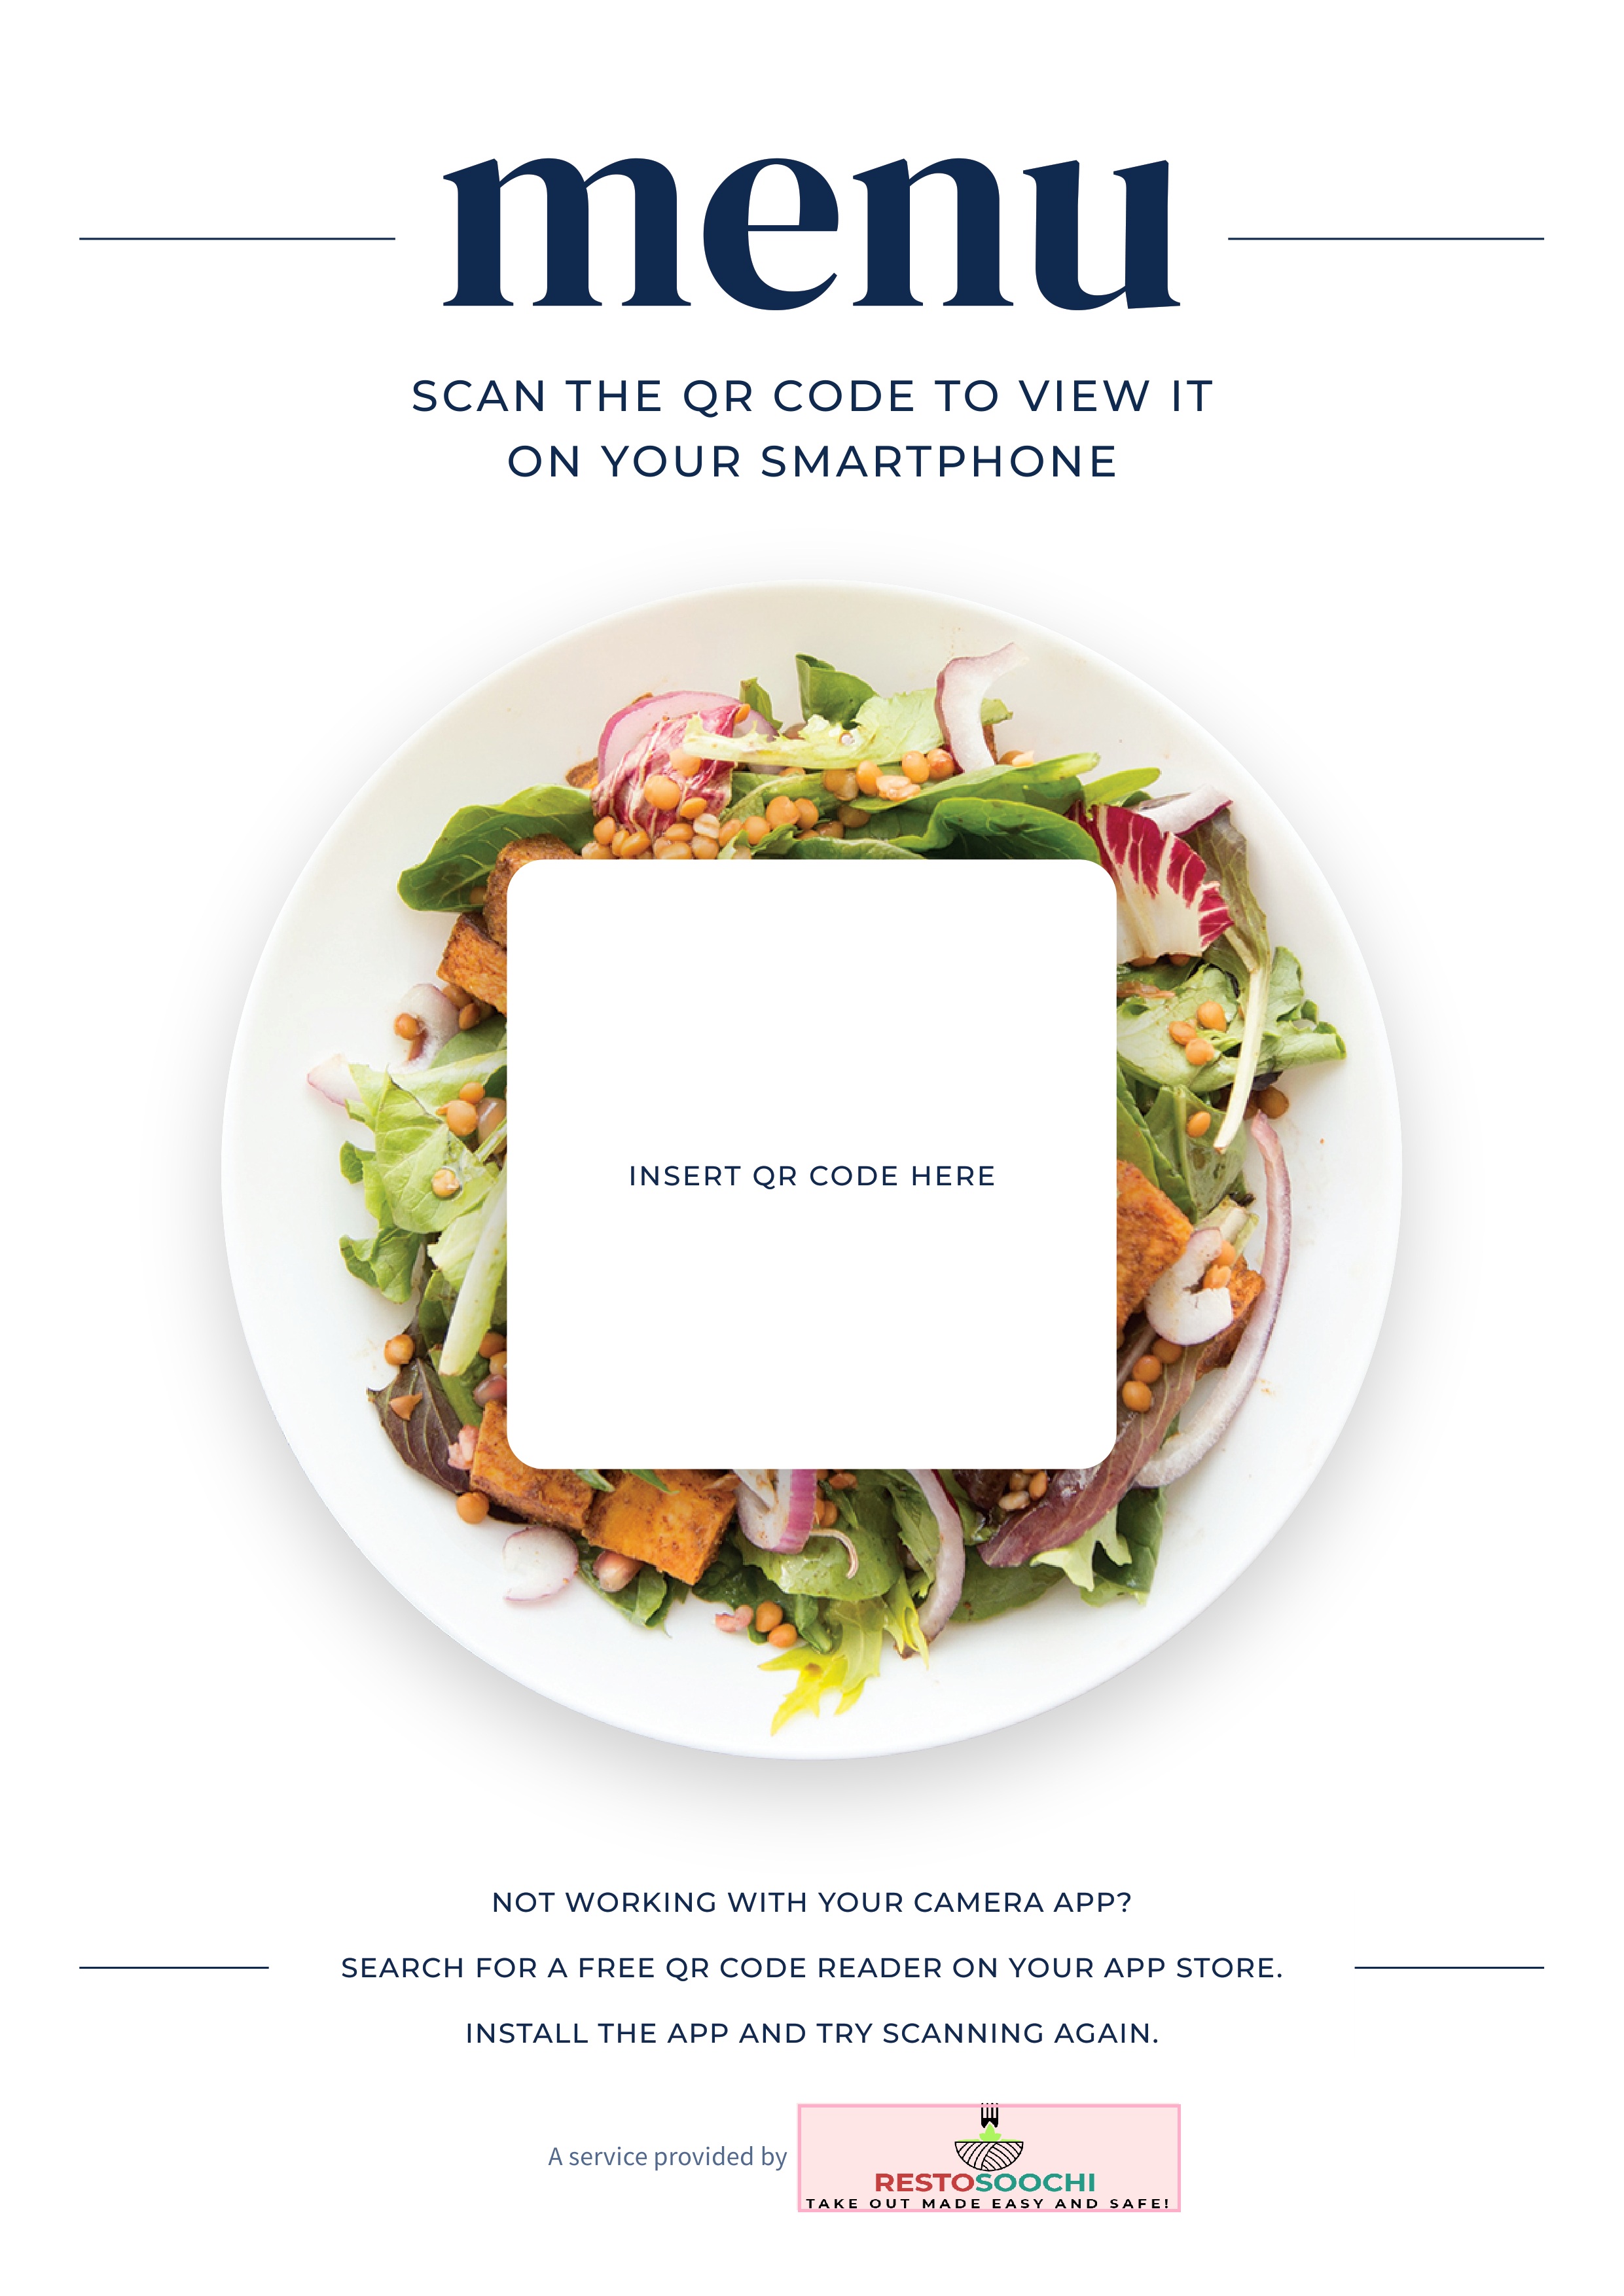 menu
SCAN THE QR CODE TO VIEW IT
ON YOUR SMARTPHONE
INSERT QR CODE HERE
NOT WORKING WITH YOUR CAMERA APP?
SEARCH FOR A FREE QR CODE READER ON YOUR APP STORE.
INSTALL THE APP AND TRY SCANNING AGAIN.
A service provided by
RESTOSOOCHI
TAKE OUT MADE EASY AND SAFE!